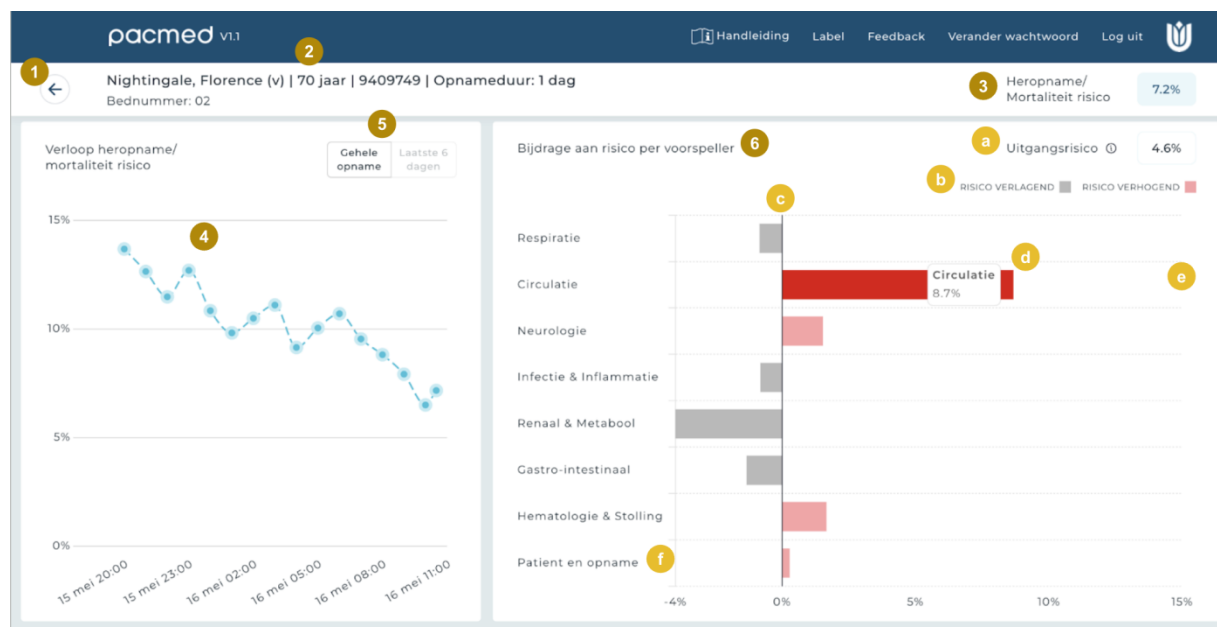 pacmed V1.1
Handleiding Label Feedback Verander wachtwoord Log uit
1
2
Nightingale, Florence (v) | 70 jaar | 9409749 | Opnameduur: 1 dag
Bednummer: 02
3
Heropname/
Mortaliteit risico
7.2%
5
Verloop heropname/
mortaliteit risico
Gehele
opname
Laatste 6
dagen
4
15%
10%
5%
0%
15 mei 20:00
15 mei 23:00
16 mei 02:00
16 mei 05:00
16 mei 08:00
16 mei 11:00
Bijdrage aan risico per voorspeller 6
a Uitgangsrisico 4.6%
b RISICO VERLAGEND RISICO VERHOGEND
c
Respiratie
d
Circulatie
Circulatie
8.7%
e
Neurologie
Infectie & Inflammatie
Renaal & Metabool
Gastro-intestinaal
Hematologie & Stolling
Patient en opname f
-4% 0% 5% 10% 15%